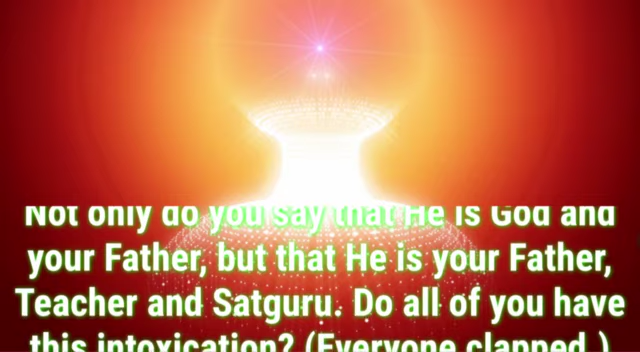 Not only do you say that He is God and
your Father, but that He is your Father,
Teacher and Satguru. Do all of you have
this intoxication? (Everyone clapped.)